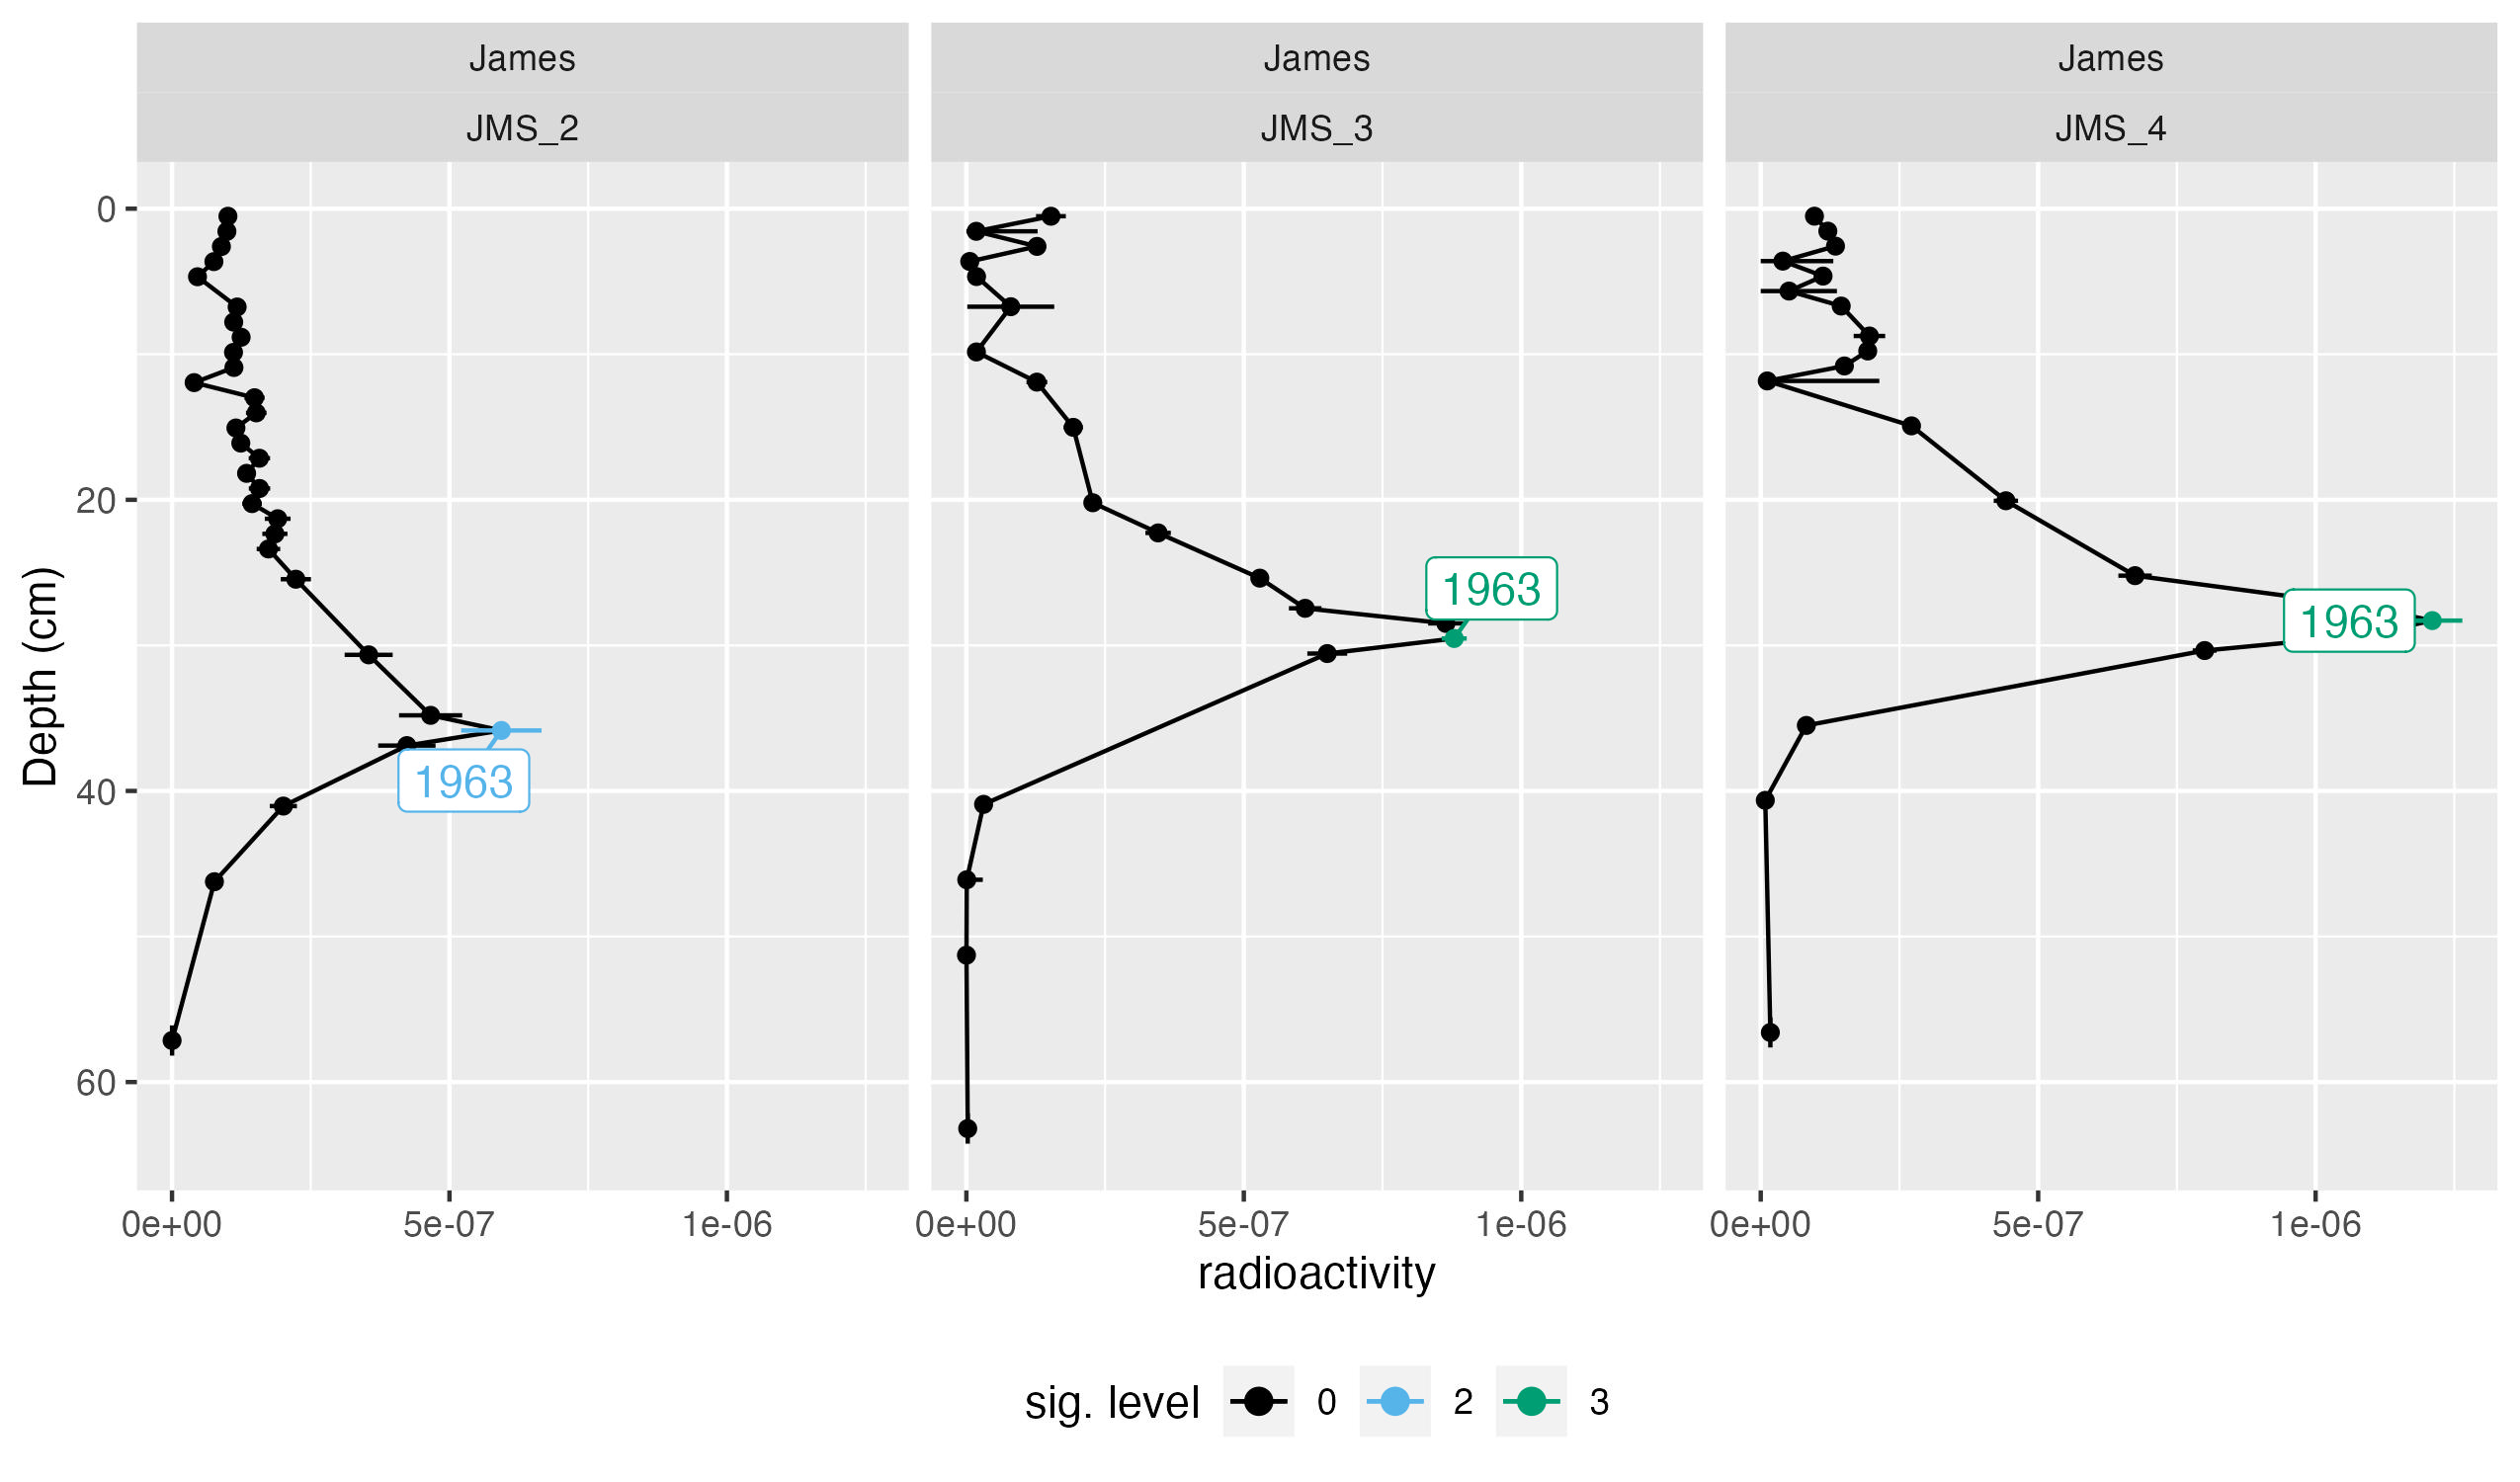 James James James
JMS_2 JMS_3 JMS_4
0
20
40
60
Depth (cm)
1963
1963
1963
0e+00 5e-07 1e-06 0e+00 5e-07 1e-06 0e+00 5e-07 1e-06
radioactivity
sig. level 0 2 3